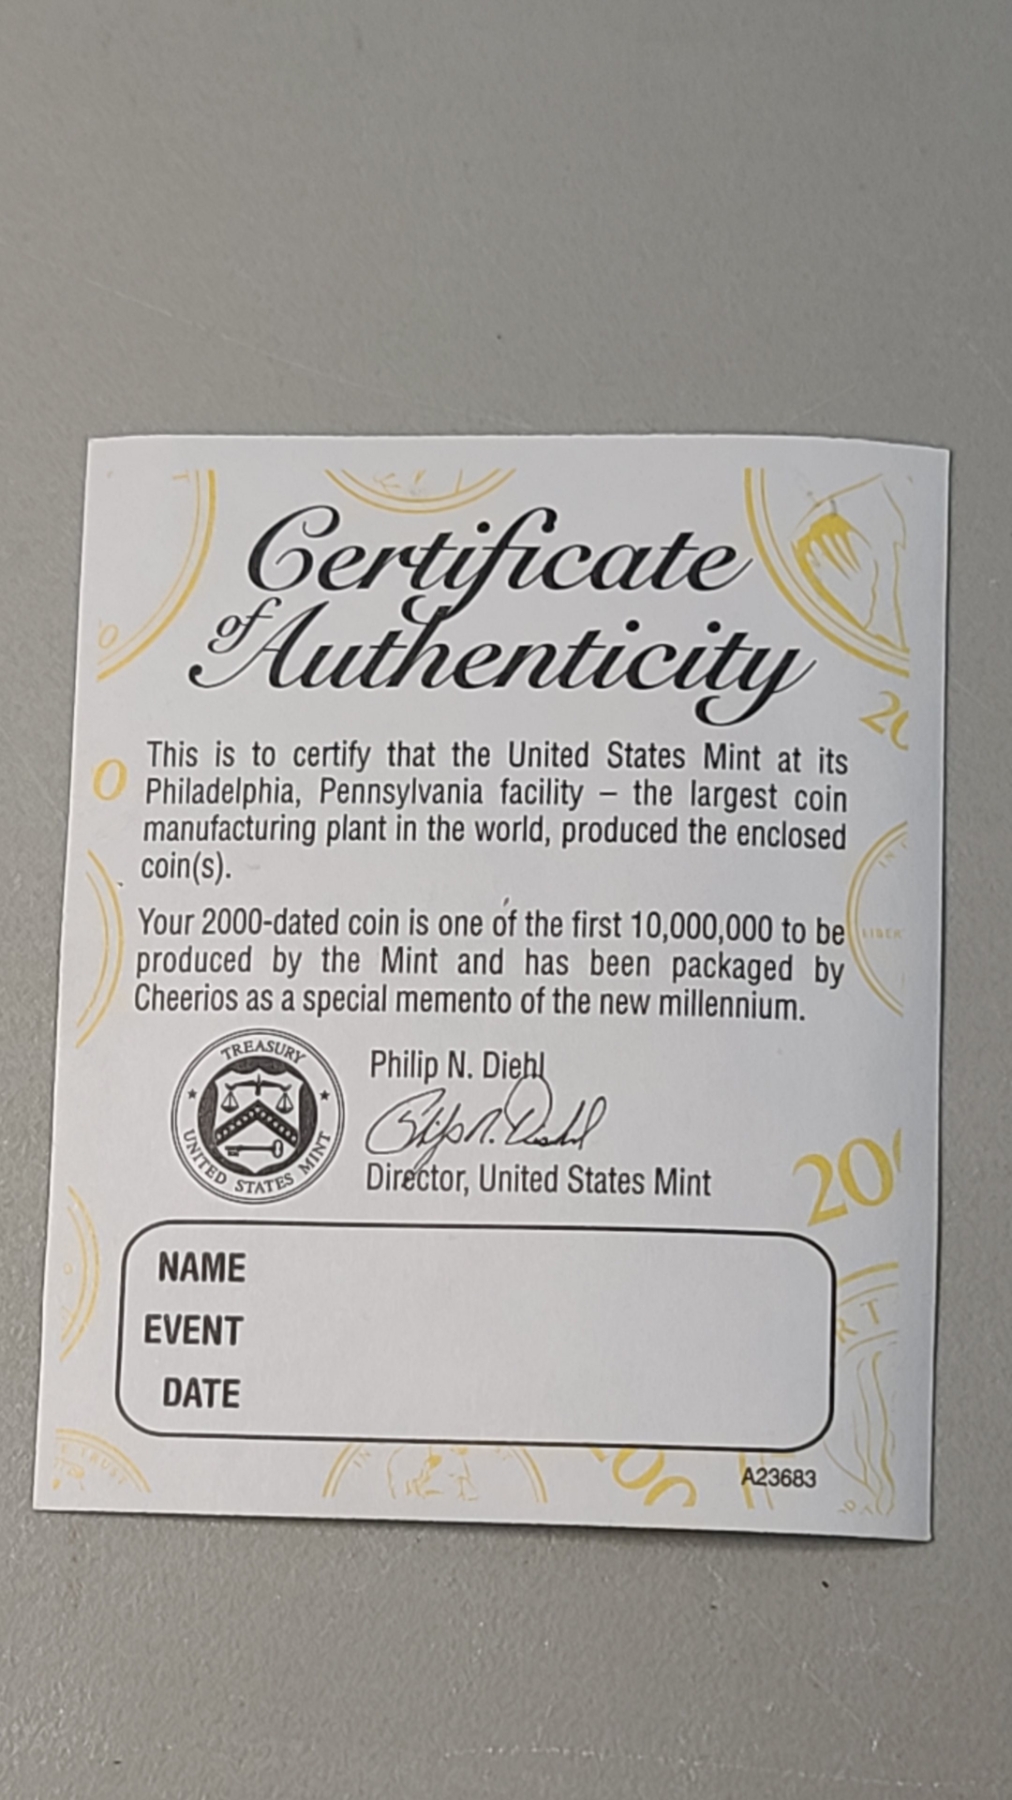 Certificate
of Authenticity
This is to certify that the United States Mint at its
Philadelphia, Pennsylvania facility – the largest coin
manufacturing plant in the world, produced the enclosed
coin(s).
Your 2000-dated coin is one of the first 10,000,000 to be
produced by the Mint and has been packaged by
Cheerios as a special memento of the new millennium.
TREASURY
UNITED STATES MINT
Philip N. Diehl
Philip N. Diehl
Director, United States Mint
NAME
EVENT
DATE
A23683